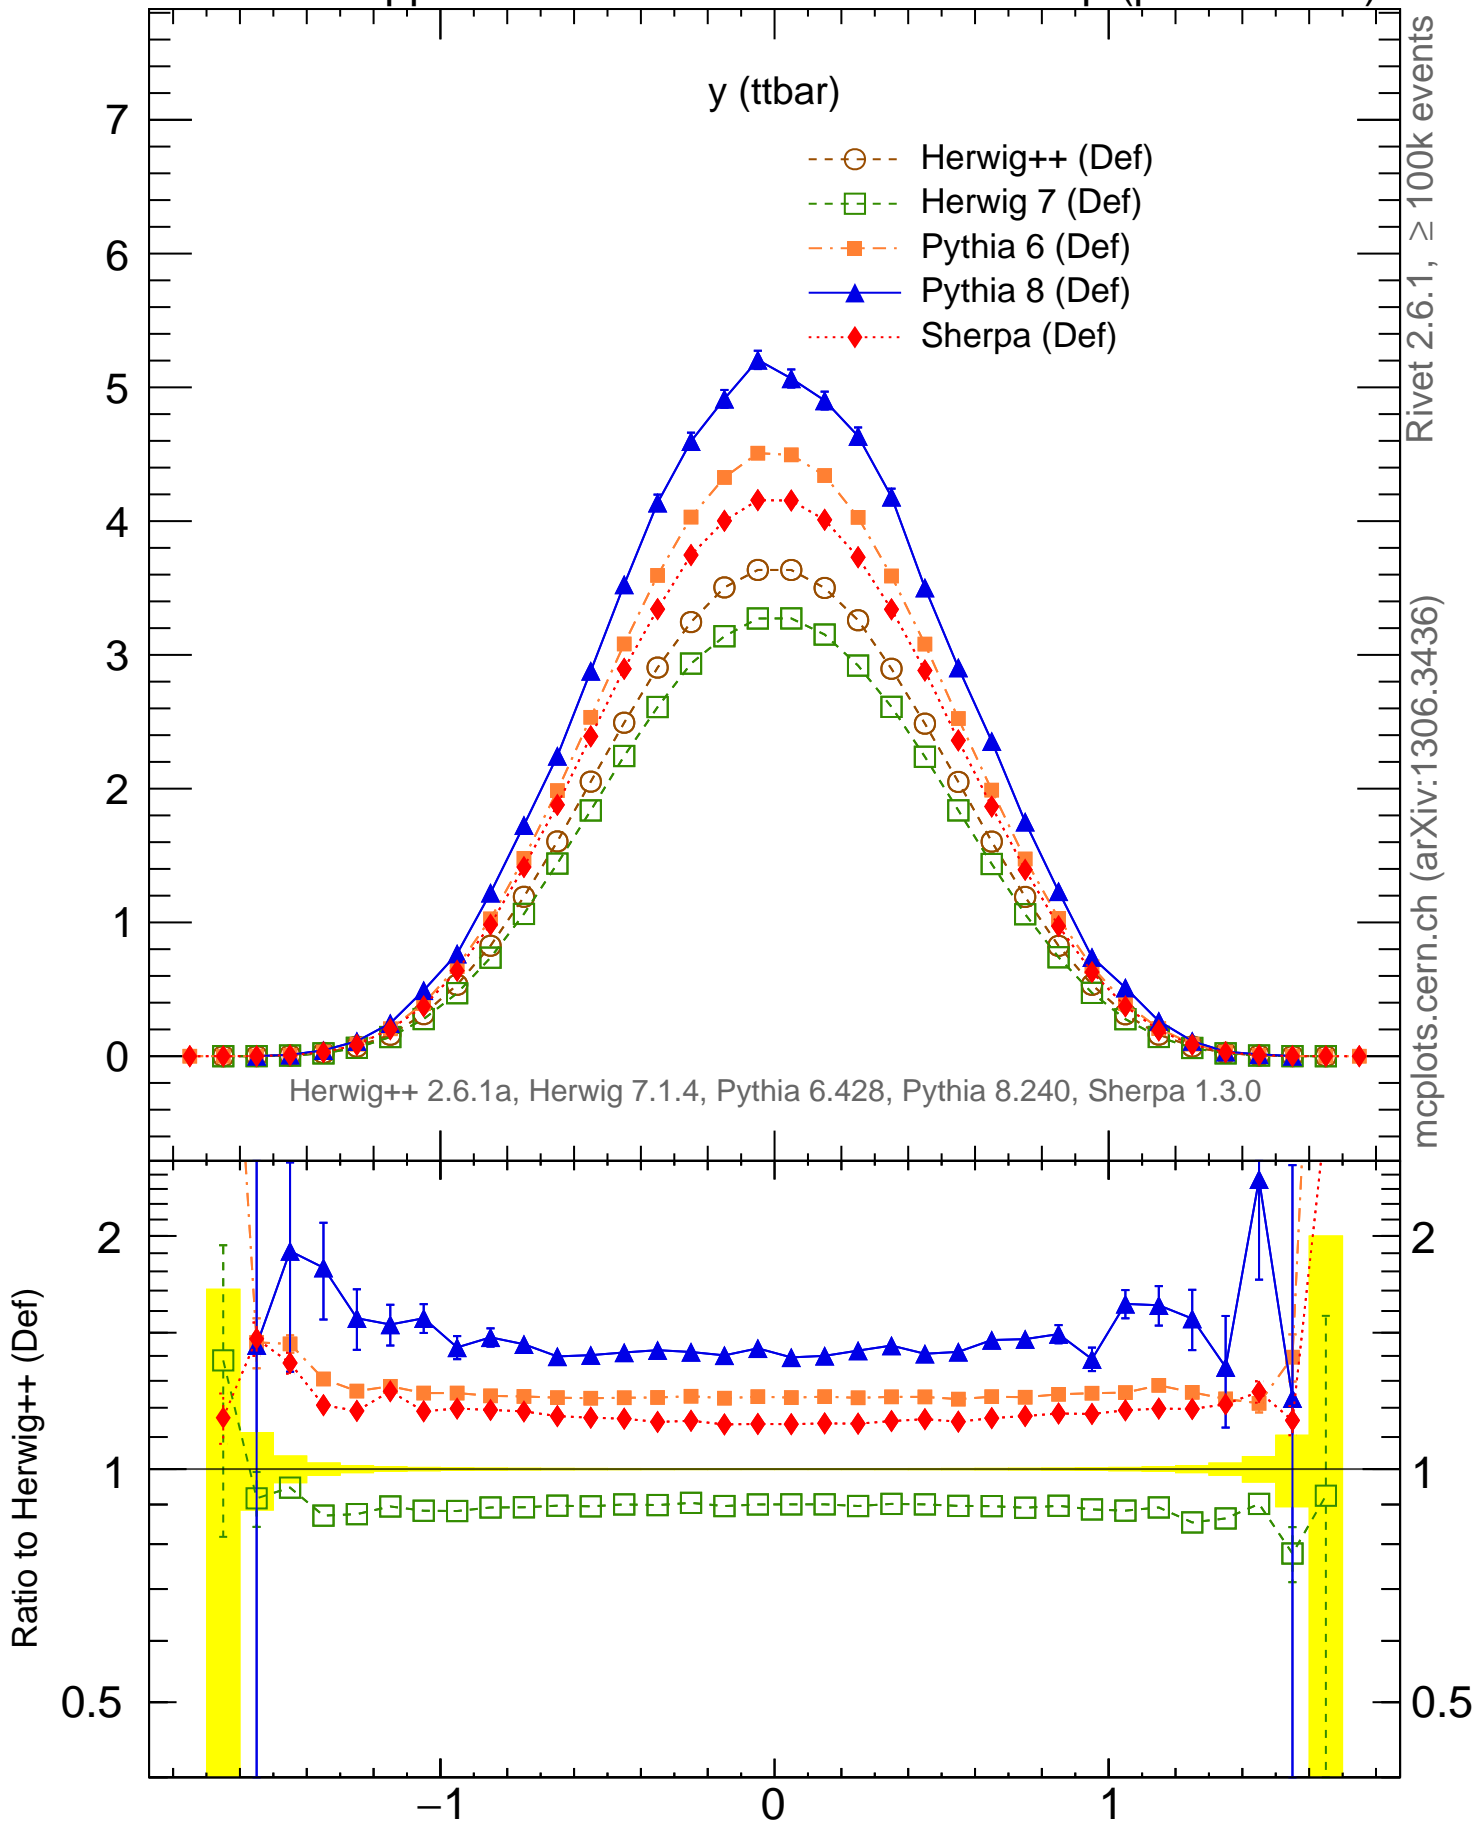 y (ttbar)
Herwig++ (Def)
Herwig 7 (Def)
Pythia 6 (Def)
Pythia 8 (Def)
Sherpa (Def)
7
6
5
4
3
2
1
0
Herwig++ 2.6.1a, Herwig 7.1.4, Pythia 6.428, Pythia 8.240, Sherpa 1.3.0
Rivet 2.6.1, ≥ 100k events
mcplots.cern.ch (arXiv:1306.3436)
Ratio to Herwig++ (Def)
2
1
0.5
2
1
0.5
−1
0
1